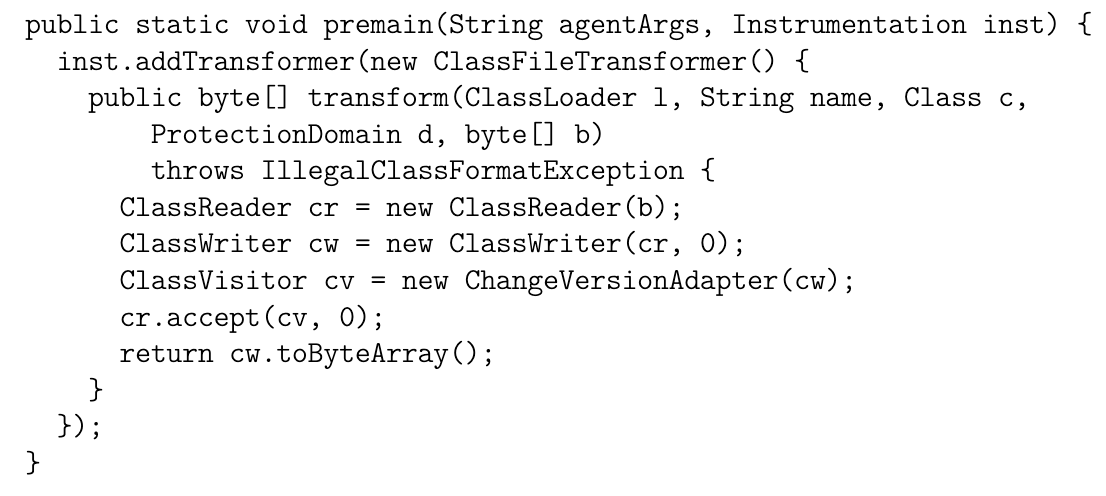 public static void premain(String agentArgs, Instrumentation inst) {
  inst.addTransformer(new ClassFileTransformer() {
    public byte[] transform(ClassLoader l, String name, Class c,
        ProtectionDomain d, byte[] b)
        throws IllegalClassFormatException {
      ClassReader cr = new ClassReader(b);
      ClassWriter cw = new ClassWriter(cr, 0);
      ClassVisitor cv = new ChangeVersionAdapter(cw);
      cr.accept(cv, 0);
      return cw.toByteArray();
    }
  });
}